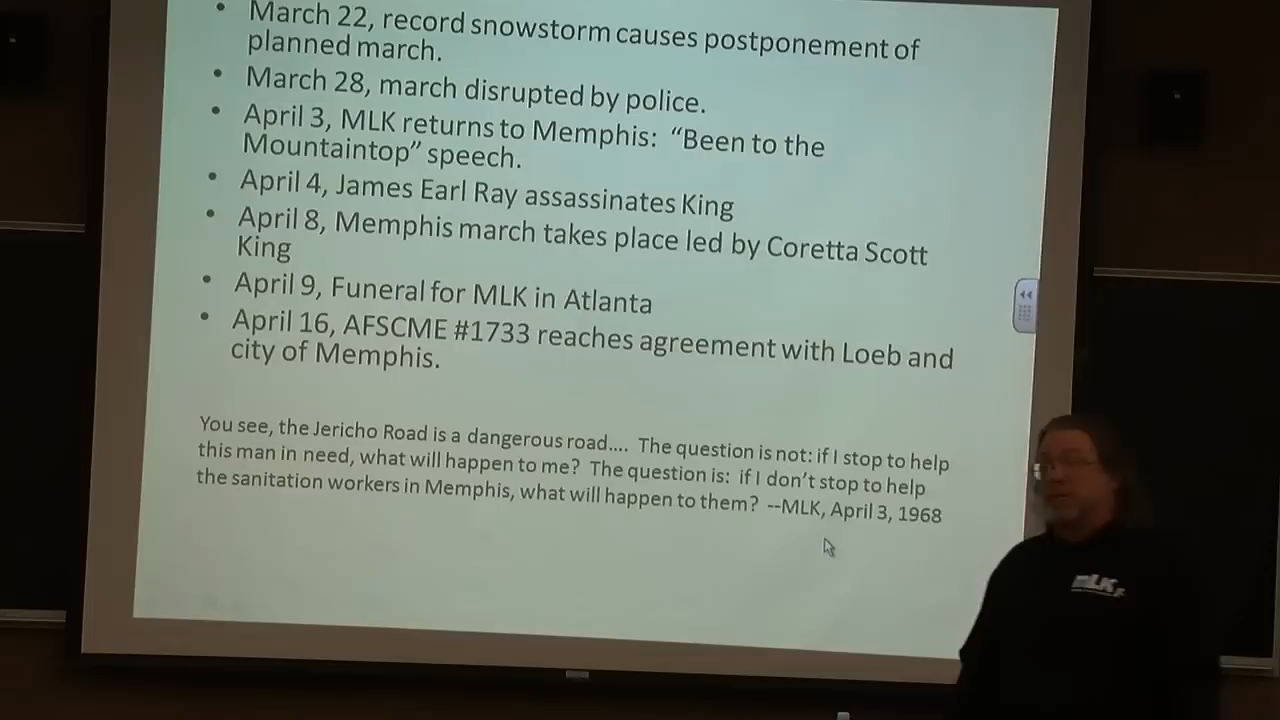 • March 22, record snowstorm causes postponement of
planned march.
• March 28, march disrupted by police.
• April 3, MLK returns to Memphis: “Been to the
Mountaintop” speech.
• April 4, James Earl Ray assassinates King
• April 8, Memphis march takes place led by Coretta Scott
King
• April 9, Funeral for MLK in Atlanta
• April 16, AFSCME #1733 reaches agreement with Loeb and
city of Memphis.
You see, the Jericho Road is a dangerous road.... The question is not: if I stop to help
this man in need, what will happen to me? The question is: if I don’t stop to help
the sanitation workers in Memphis, what will happen to them? --MLK, April 3, 1968
MLK